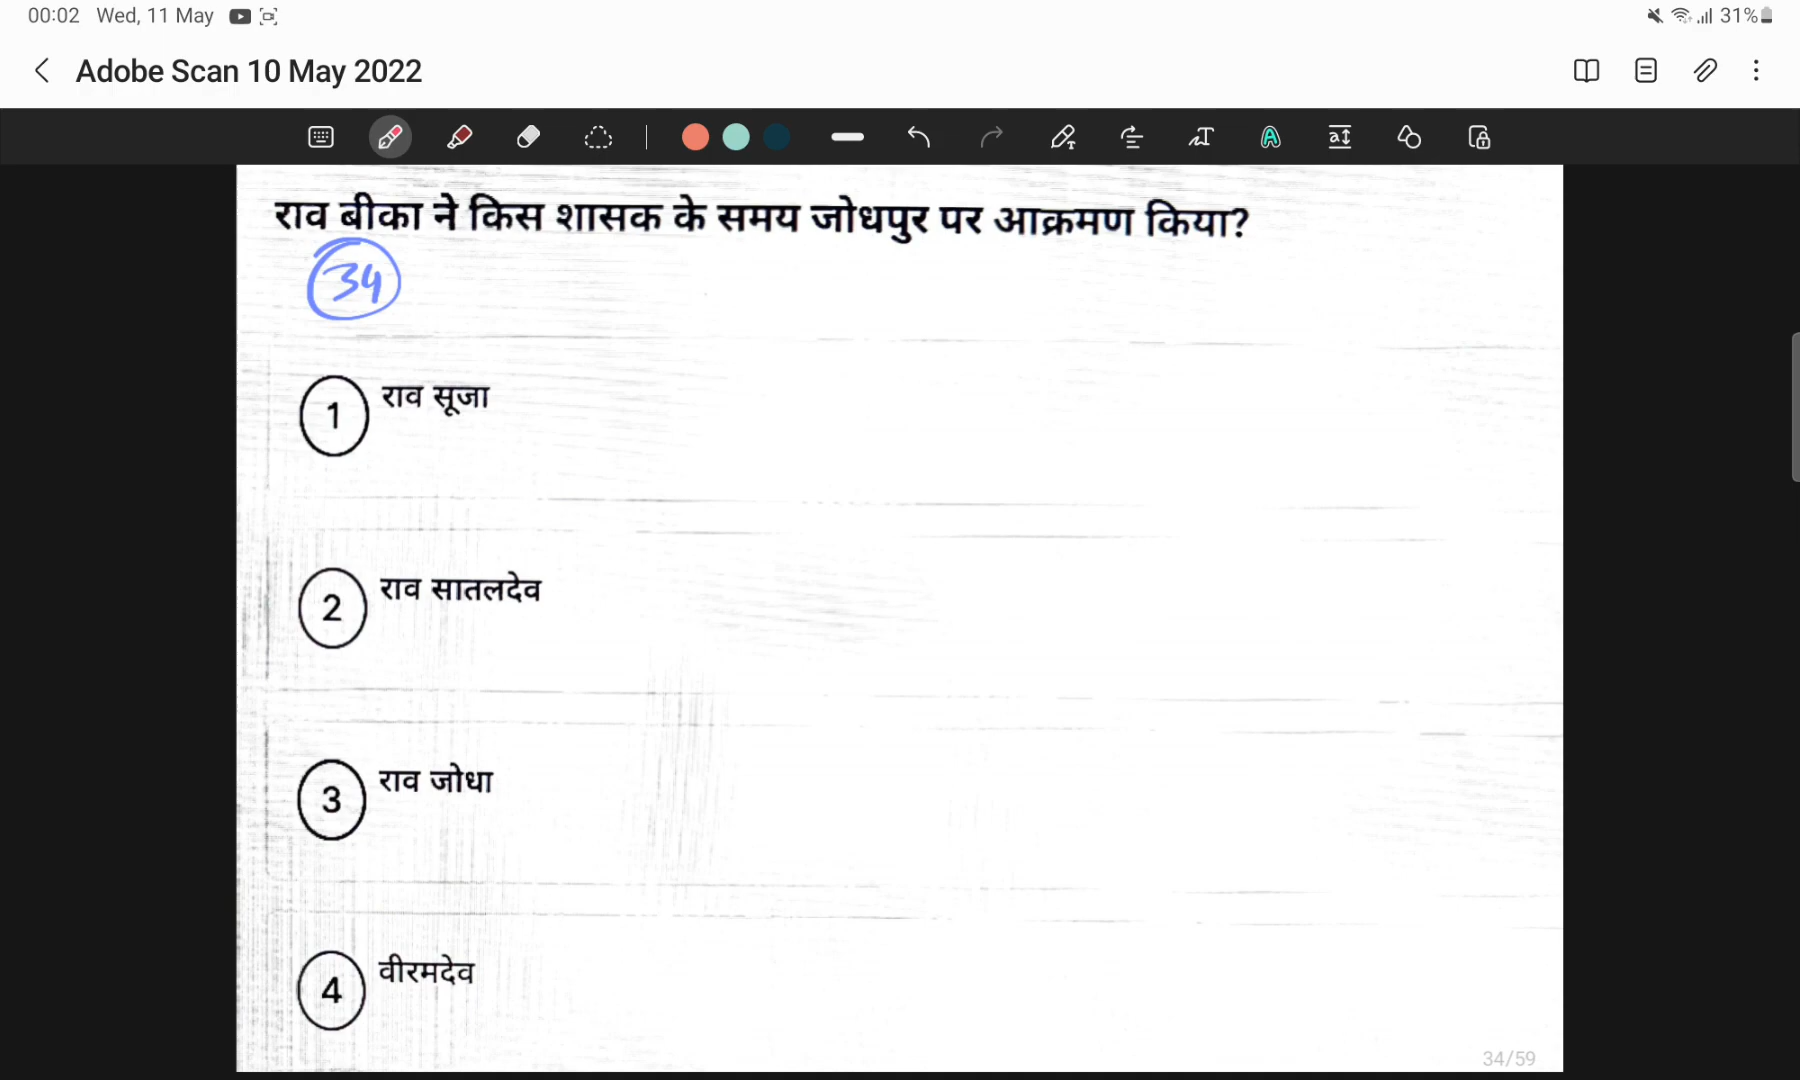 00:02 Wed, 11 May 31%
Adobe Scan 10 May 2022
राव बीका ने किस शासक के समय जोधपुर पर आक्रमण किया?
34
1 राव सूजा
2 राव सातलदेव
3 राव जोधा
4 वीरमदेव
34/59